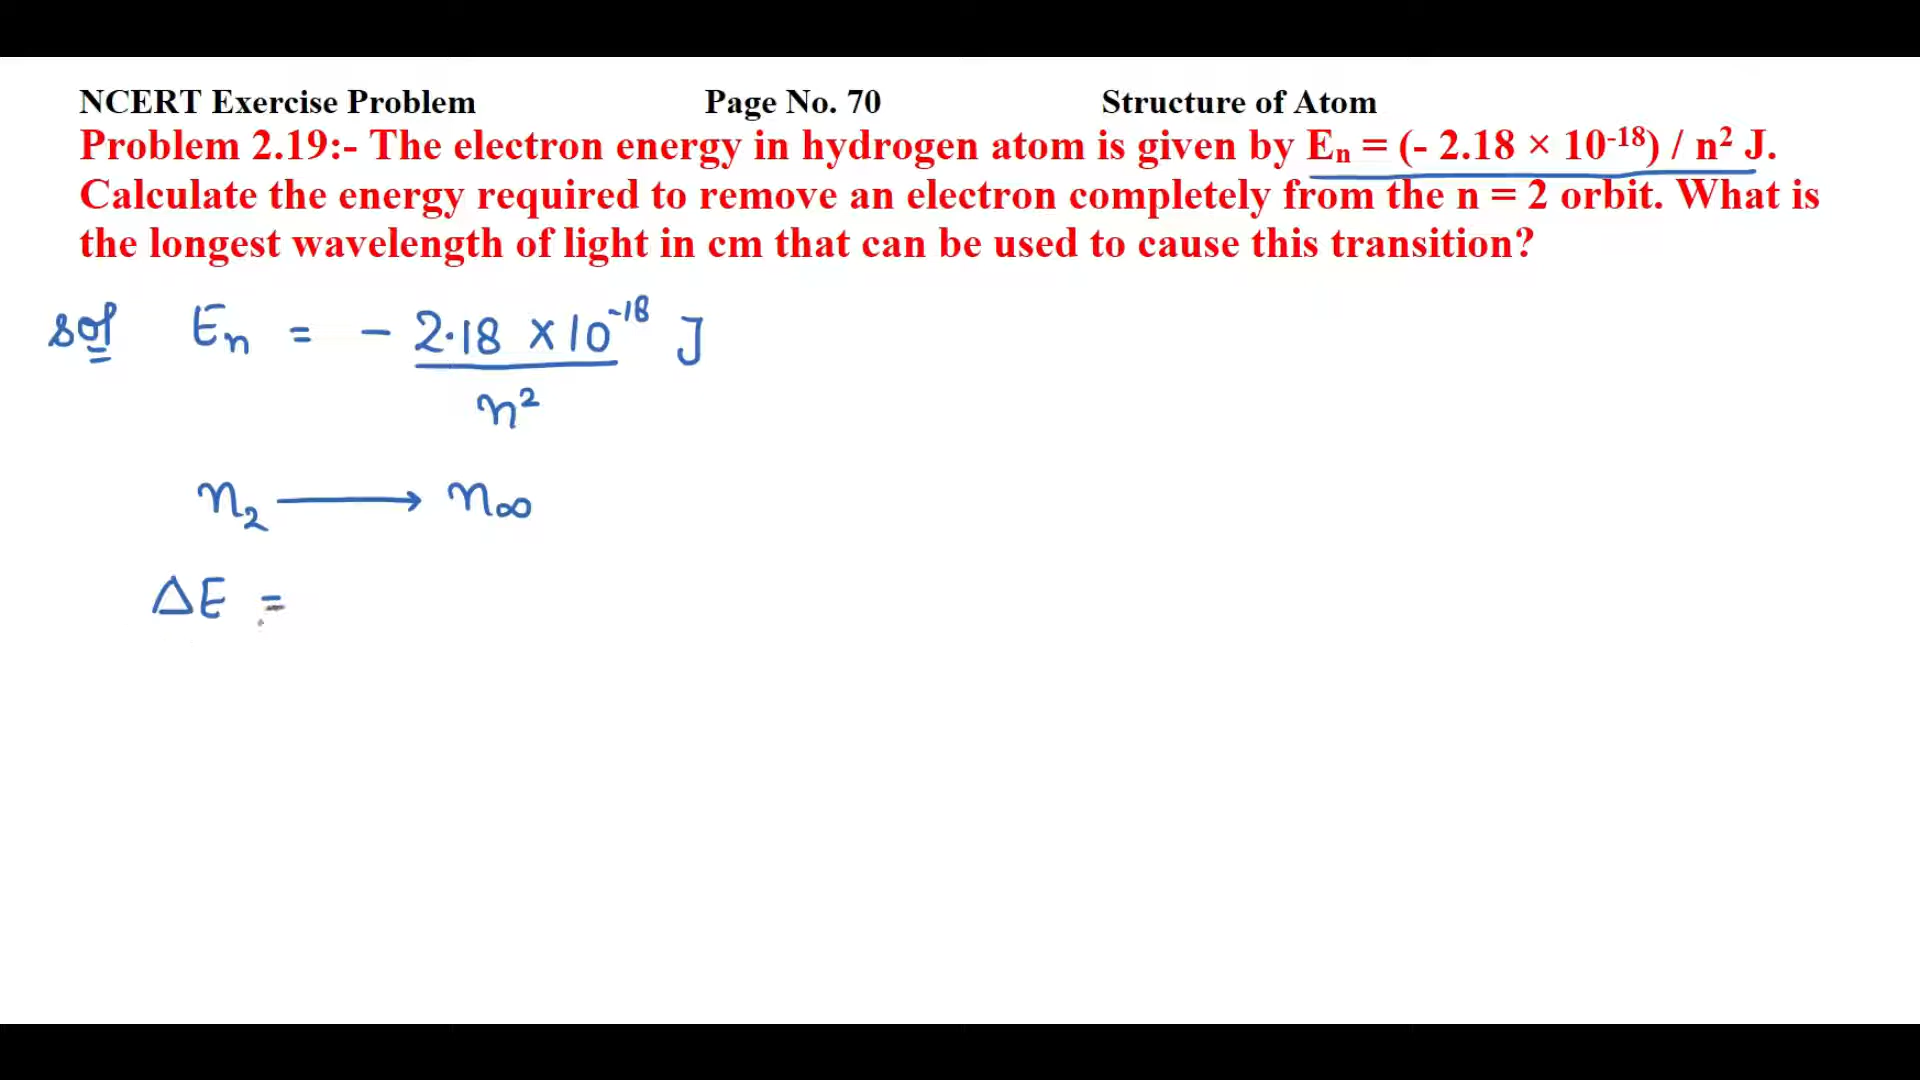 NCERT Exercise Problem Page No. 70 Structure of Atom
Problem 2.19:- The electron energy in hydrogen atom is given by Eₙ = (- 2.18 × 10⁻¹⁸) / n² J.
Calculate the energy required to remove an electron completely from the n = 2 orbit. What is
the longest wavelength of light in cm that can be used to cause this transition?
Sol Eₙ = - 2.18 × 10⁻¹⁸ J
n²
n₂ ⟶ n∞
ΔE =